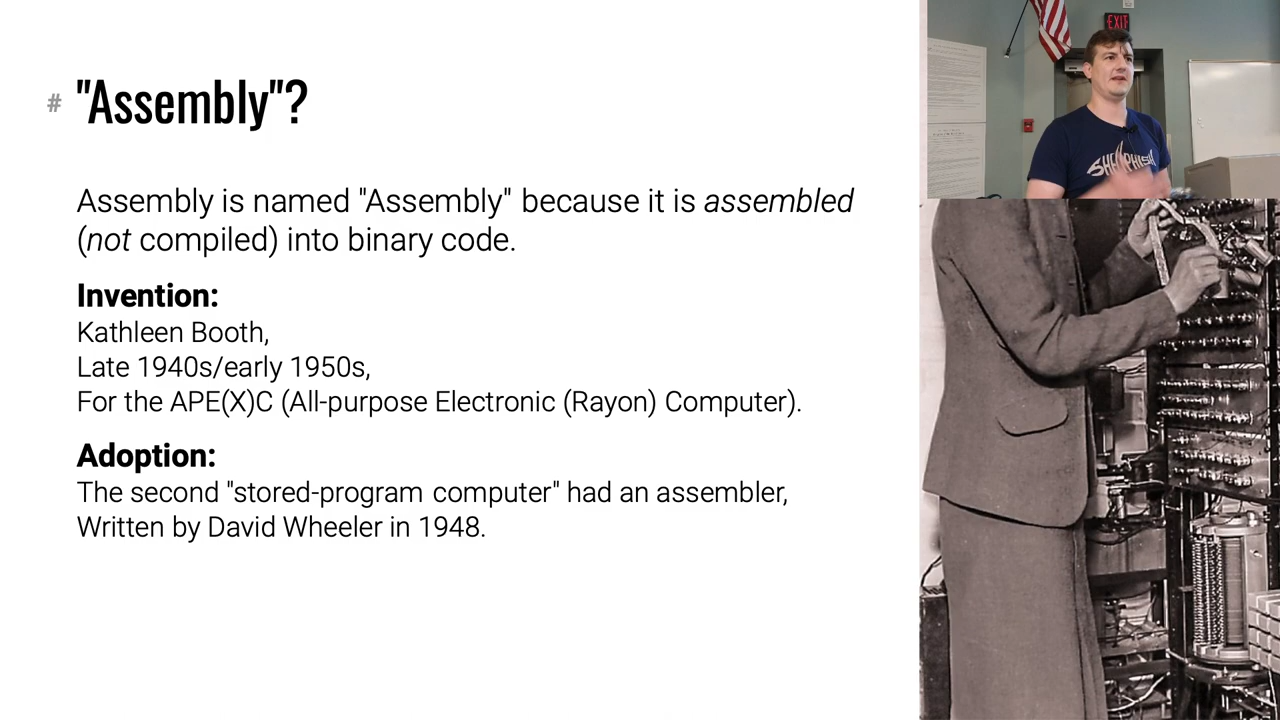 # "Assembly"?
Assembly is named "Assembly" because it is assembled
(not compiled) into binary code.
Invention:
Kathleen Booth,
Late 1940s/early 1950s,
For the APE(X)C (All-purpose Electronic (Rayon) Computer).
Adoption:
The second "stored-program computer" had an assembler,
Written by David Wheeler in 1948.
EXIT